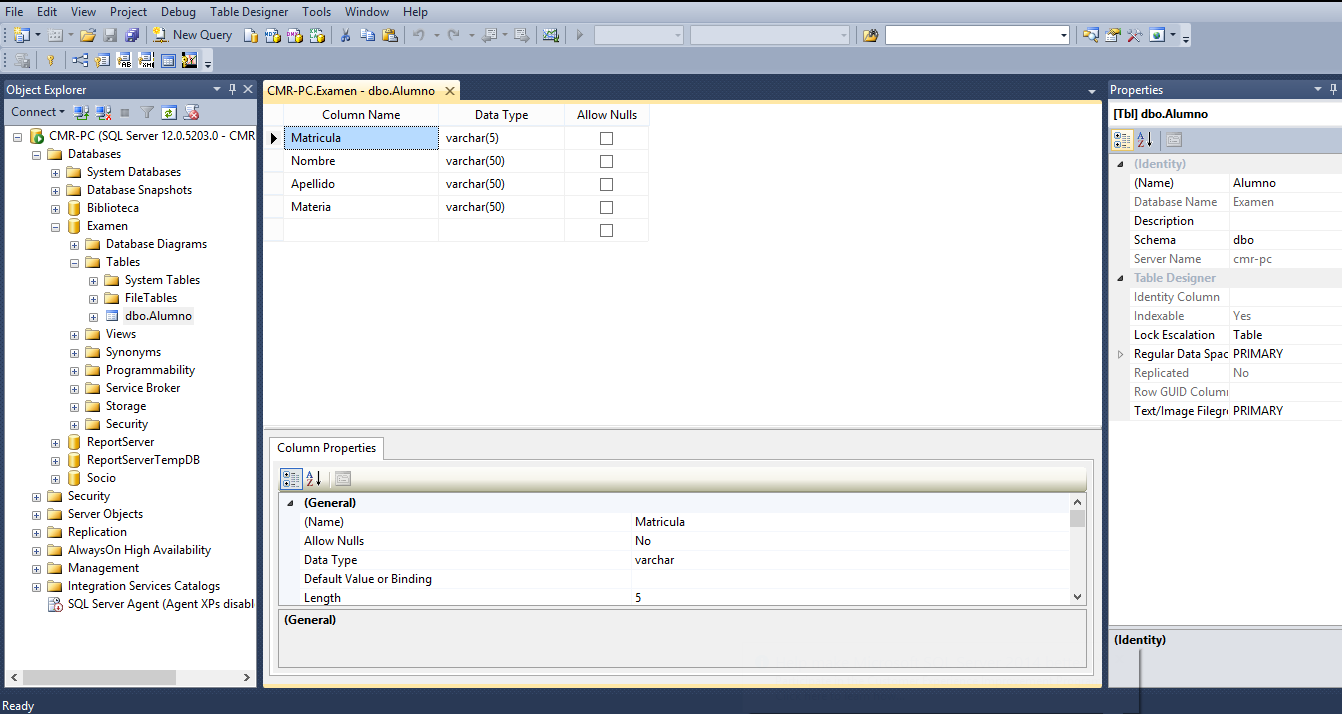 File Edit View Project Debug Table Designer Tools Window Help
New Query
Object Explorer
Connect
CMR-PC (SQL Server 12.0.5203.0 - CMR
Databases
System Databases
Database Snapshots
Biblioteca
Examen
Database Diagrams
Tables
System Tables
FileTables
dbo.Alumno
Views
Synonyms
Programmability
Service Broker
Storage
Security
ReportServer
ReportServerTempDB
Socio
Security
Server Objects
Replication
AlwaysOn High Availability
Management
Integration Services Catalogs
SQL Server Agent (Agent XPs disabl
CMR-PC.Examen - dbo.Alumno
Column Name Data Type Allow Nulls
Matricula varchar(5)
Nombre varchar(50)
Apellido varchar(50)
Materia varchar(50)
Column Properties
(General)
(Name) Matricula
Allow Nulls No
Data Type varchar
Default Value or Binding
Length 5
(General)
Properties
[Tbl] dbo.Alumno
(Identity)
(Name) Alumno
Database Name Examen
Description
Schema dbo
Server Name cmr-pc
Table Designer
Identity Column
Indexable Yes
Lock Escalation Table
Regular Data Spac PRIMARY
Replicated No
Row GUID Colum
Text/Image Filegr PRIMARY
(Identity)
Ready